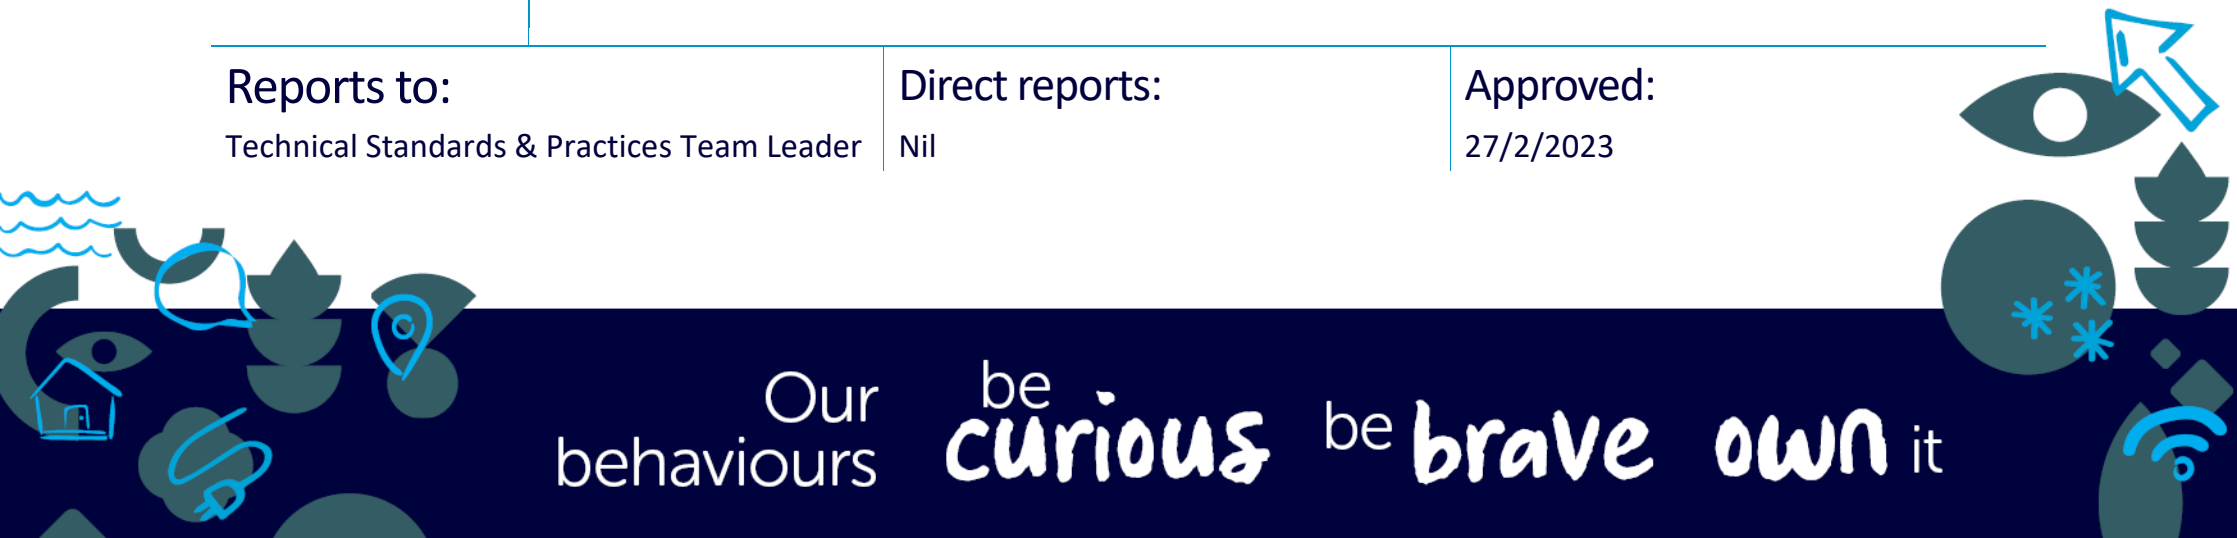 Reports to:
Technical Standards & Practices Team Leader
Direct reports:
Nil
Approved:
27/2/2023
Our
behaviours
be
curious
be brave
own it